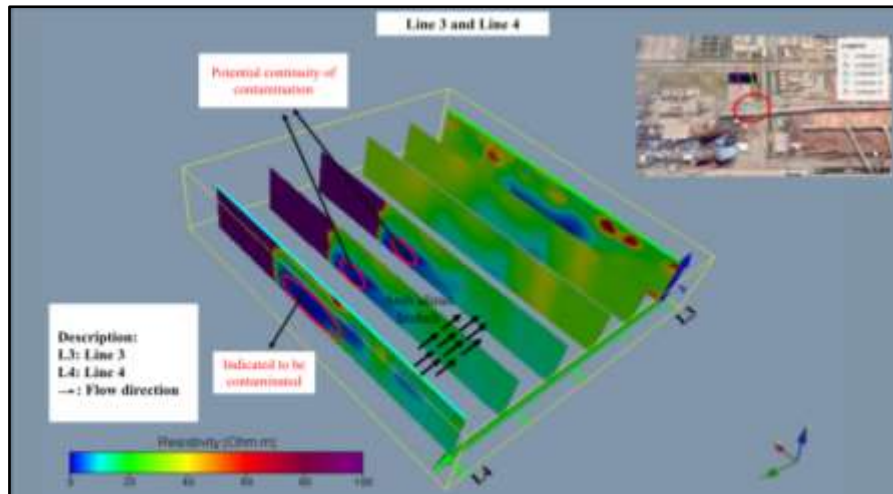 Line 3 and Line 4
Potential continuity of
contamination
L3
Description:
L3: Line 3
L4: Line 4
→: Flow direction
Indicated to be
contaminated
Resistivity (Ohm.m)
0
20
40
60
80
100
L4